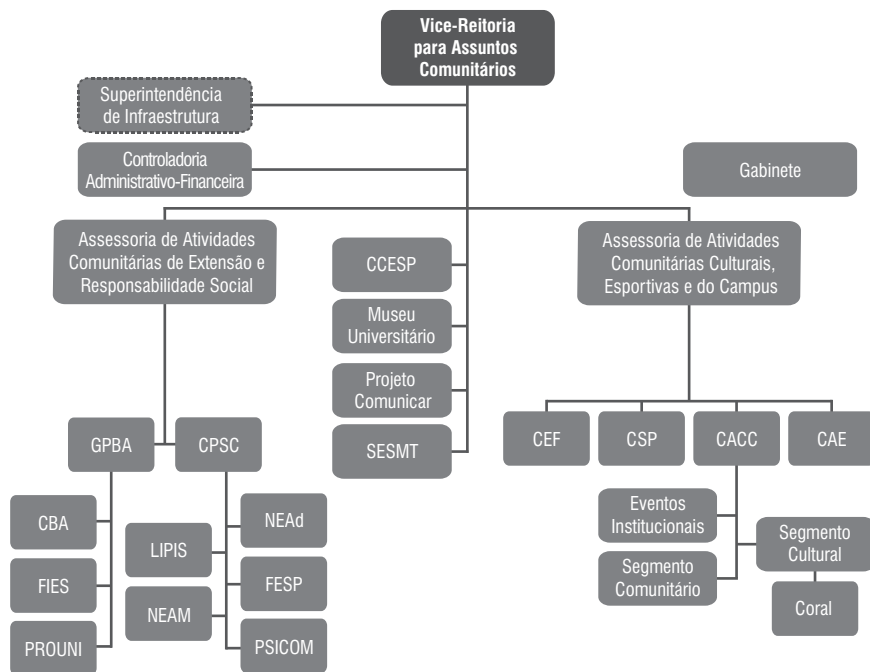 Vice-Reitoria
para Assuntos
Comunitários
Superintendência
de Infraestrutura
Controladoria
Administrativo-Financeira
Gabinete
Assessoria de Atividades
Comunitárias de Extensão e
Responsabilidade Social
CCESP
Museu
Universitário
Projeto
Comunicar
SESMT
Assessoria de Atividades
Comunitárias Culturais,
Esportivas e do Campus
GPBA
CPSC
CBA
FIES
PROUNI
LIPIS
NEAM
NEAd
FESP
PSICOM
CEF
CSP
CACC
CAE
Eventos
Institucionais
Segmento
Comunitário
Segmento
Cultural
Coral